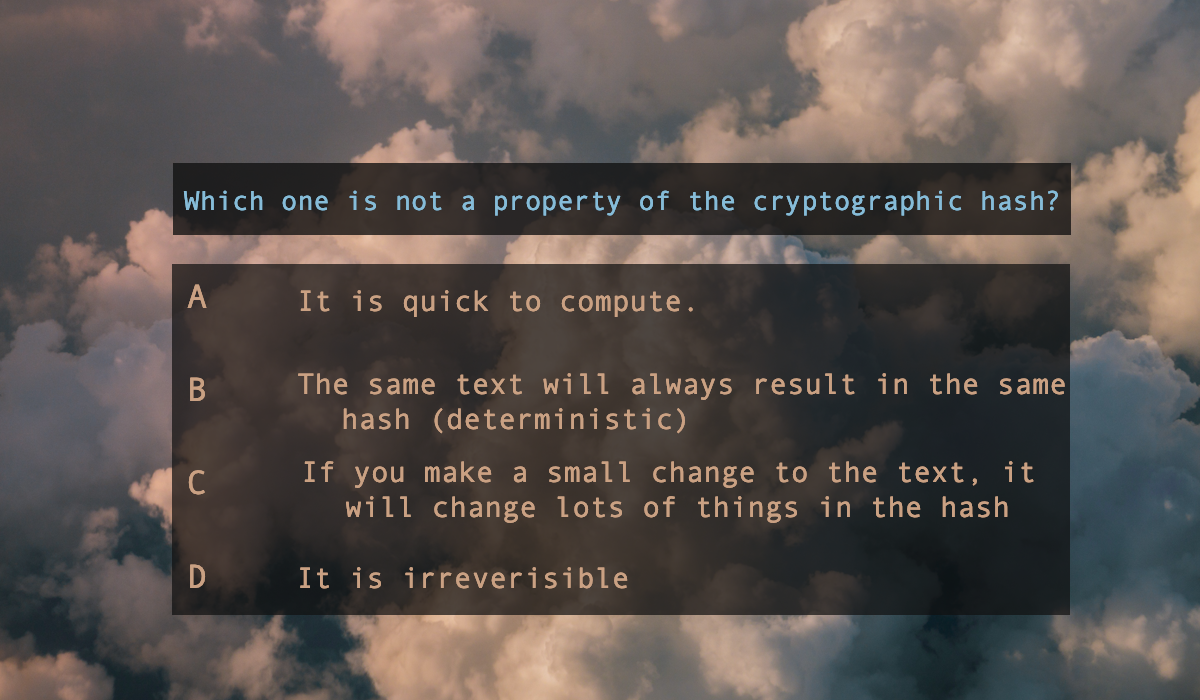 Which one is not a property of the cryptographic hash?
A It is quick to compute.
B The same text will always result in the same
hash (deterministic)
C If you make a small change to the text, it
will change lots of things in the hash
D It is irreverisible